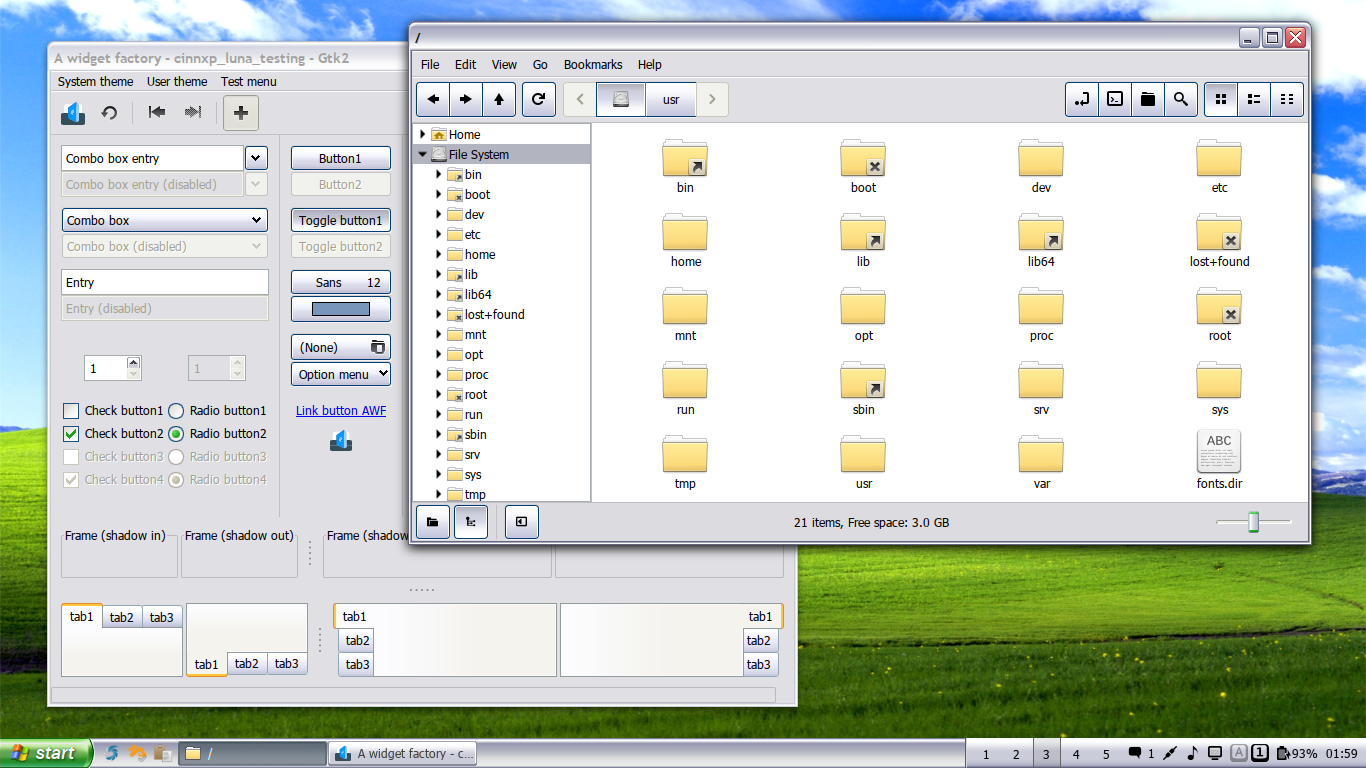 /
File Edit View Go Bookmarks Help
usr
Home
File System
bin
boot
dev
etc
home
lib
lib64
lost+found
mnt
opt
proc
root
run
sbin
srv
sys
tmp
bin boot dev etc
home lib lib64 lost+found
mnt opt proc root
run sbin srv sys
ABC
tmp usr var fonts.dir
21 items, Free space: 3.0 GB
A widget factory - cinnxp_luna_testing - Gtk2
System theme User theme Test menu
Combo box entry
Combo box entry (disabled)
Combo box
Combo box (disabled)
Entry
Entry (disabled)
1 1
Check button1 Radio button1
Check button2 Radio button2
Check button3 Radio button3
Check button4 Radio button4
Button1
Button2
Toggle button1
Toggle button2
Sans 12
(None)
Option menu
Link button AWF
Frame (shadow in) Frame (shadow out) Frame (shadow
tab1 tab2 tab3
tab1 tab2 tab3
tab1
tab2
tab3
tab1
tab2
tab3
start / A widget factory - c... 1 2 3 4 5 1 A 1 93% 01:59